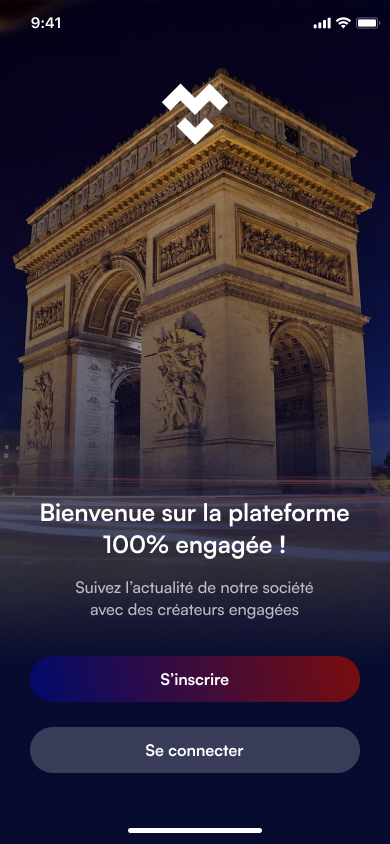 9:41
Bienvenue sur la plateforme
100% engagée !
Suivez l’actualité de notre société
avec des créateurs engagées
S’inscrire
Se connecter